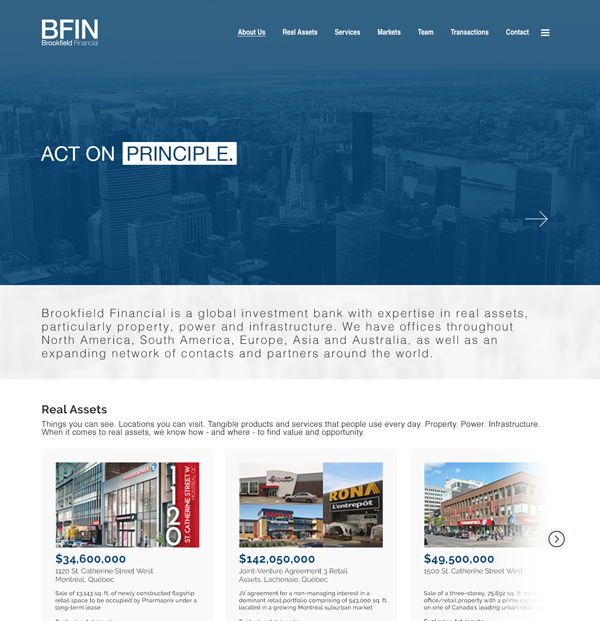 BFIN
Brookfield Financial
About Us Real Assets Services Markets Team Transactions Contact
ACT ON PRINCIPLE.
Brookfield Financial is a global investment bank with expertise in real assets,
particularly property, power and infrastructure. We have offices throughout
North America, South America, Europe, Asia and Australia, as well as an
expanding network of contacts and partners around the world.
Real Assets
Things you can see. Locations you can visit. Tangible products and services that people use every day. Property. Power. Infrastructure.
When it comes to real assets, we know how - and where - to find value and opportunity.
1120
ST. CATHERINE STREET W
MONTREAL QC
RONA
L'entrepôt
$34,600,000
1120 St. Catherine Street West
Montréal, Québec
Sale of 13,143 sq. ft. of newly constructed flagship
retail space to be occupied by Pharmaprix under a
long-term lease
$142,050,000
Joint-Venture Agreement 3 Retail
Assets, Lachenaie, Québec
JV agreement for a non-managing interest in a
dominant retail portfolio comprising of 543,000 sq. ft.
located in a growing Montreal suburban market
$49,500,000
1500 St. Catherine Street West
Sale of a three-storey, 75,892 sq. ft.
office/retail property with a prime
on one of Canada's leading urban